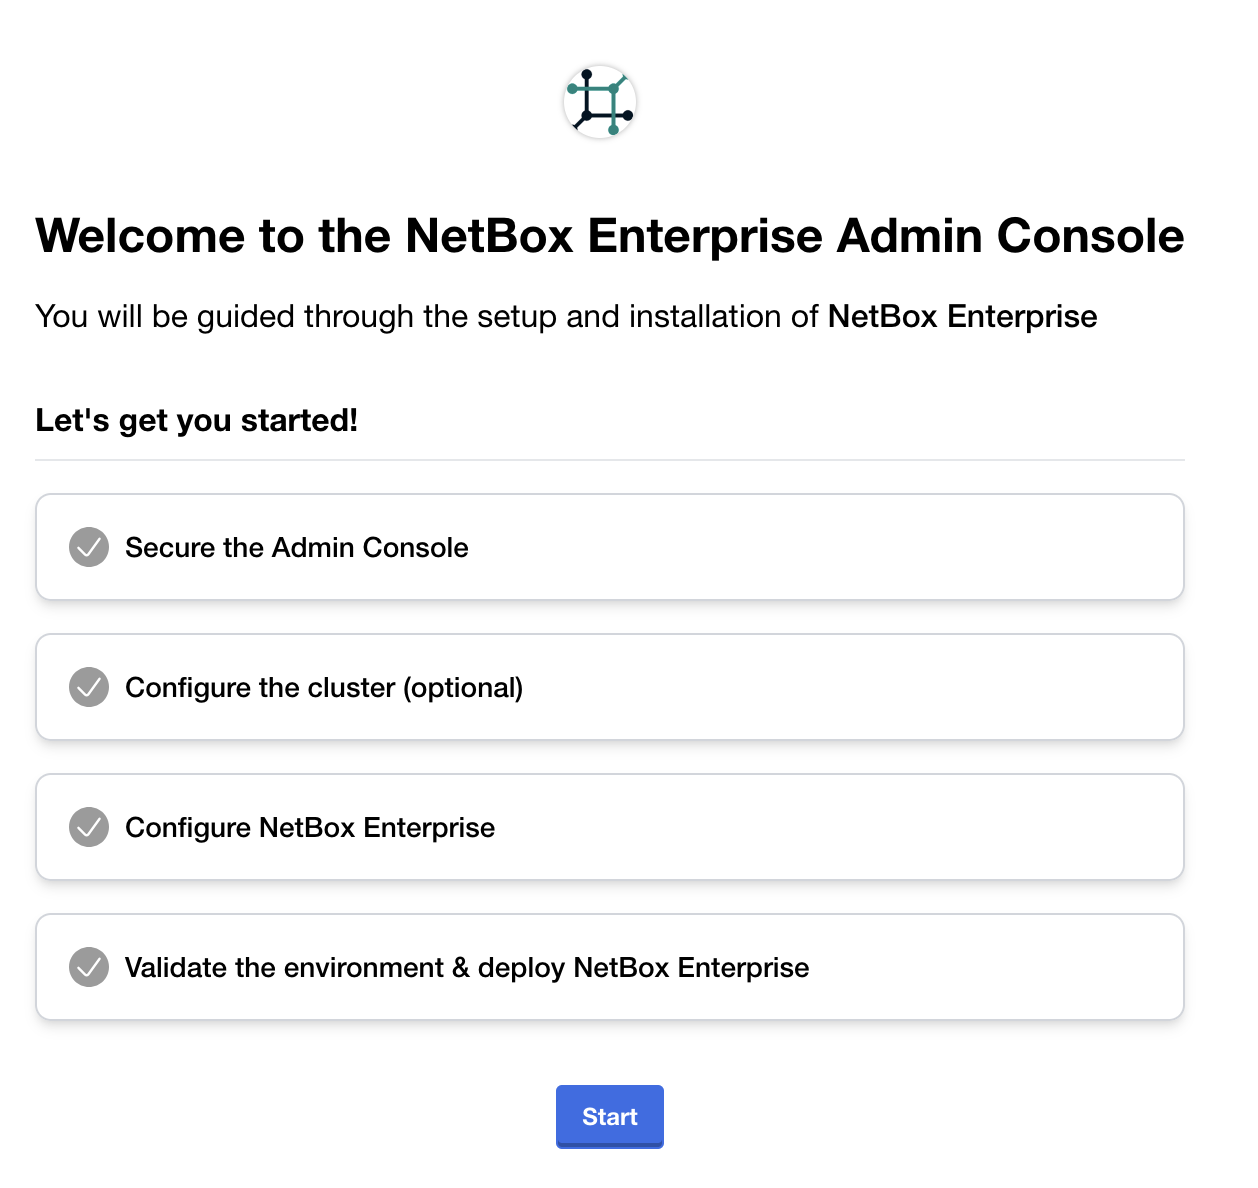 Welcome to the NetBox Enterprise Admin Console
You will be guided through the setup and installation of NetBox Enterprise
Let's get you started!
Secure the Admin Console
Configure the cluster (optional)
Configure NetBox Enterprise
Validate the environment & deploy NetBox Enterprise
Start